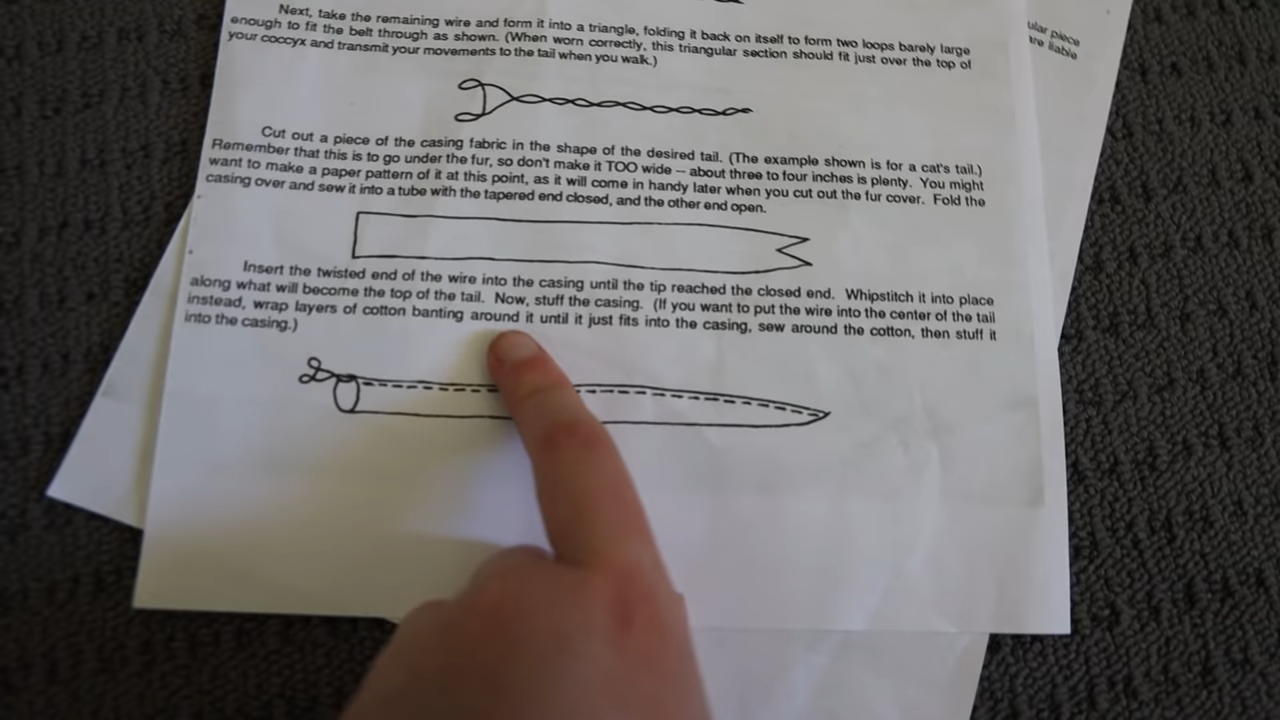 Next, take the remaining wire and form it into a triangle, folding it back on itself to form two loops barely large
enough to fit the belt through as shown. (When worn correctly, this triangular section should fit just over the top of
your coccyx and transmit your movements to the tail when you walk.)
ular piece
are liable
Cut out a piece of the casing fabric in the shape of the desired tail. (The example shown is for a cat's tail.)
Remember that this is to go under the fur, so don't make it TOO wide -- about three to four inches is plenty. You might
want to make a paper pattern of it at this point, as it will come in handy later when you cut out the fur cover. Fold the
casing over and sew it into a tube with the tapered end closed, and the other end open.
Insert the twisted end of the wire into the casing until the tip reached the closed end. Whipstitch it into place
along what will become the top of the tail. Now, stuff the casing. (If you want to put the wire into the center of the tail
instead, wrap layers of cotton banting around it until it just fits into the casing, sew around the cotton, then stuff it
into the casing.)